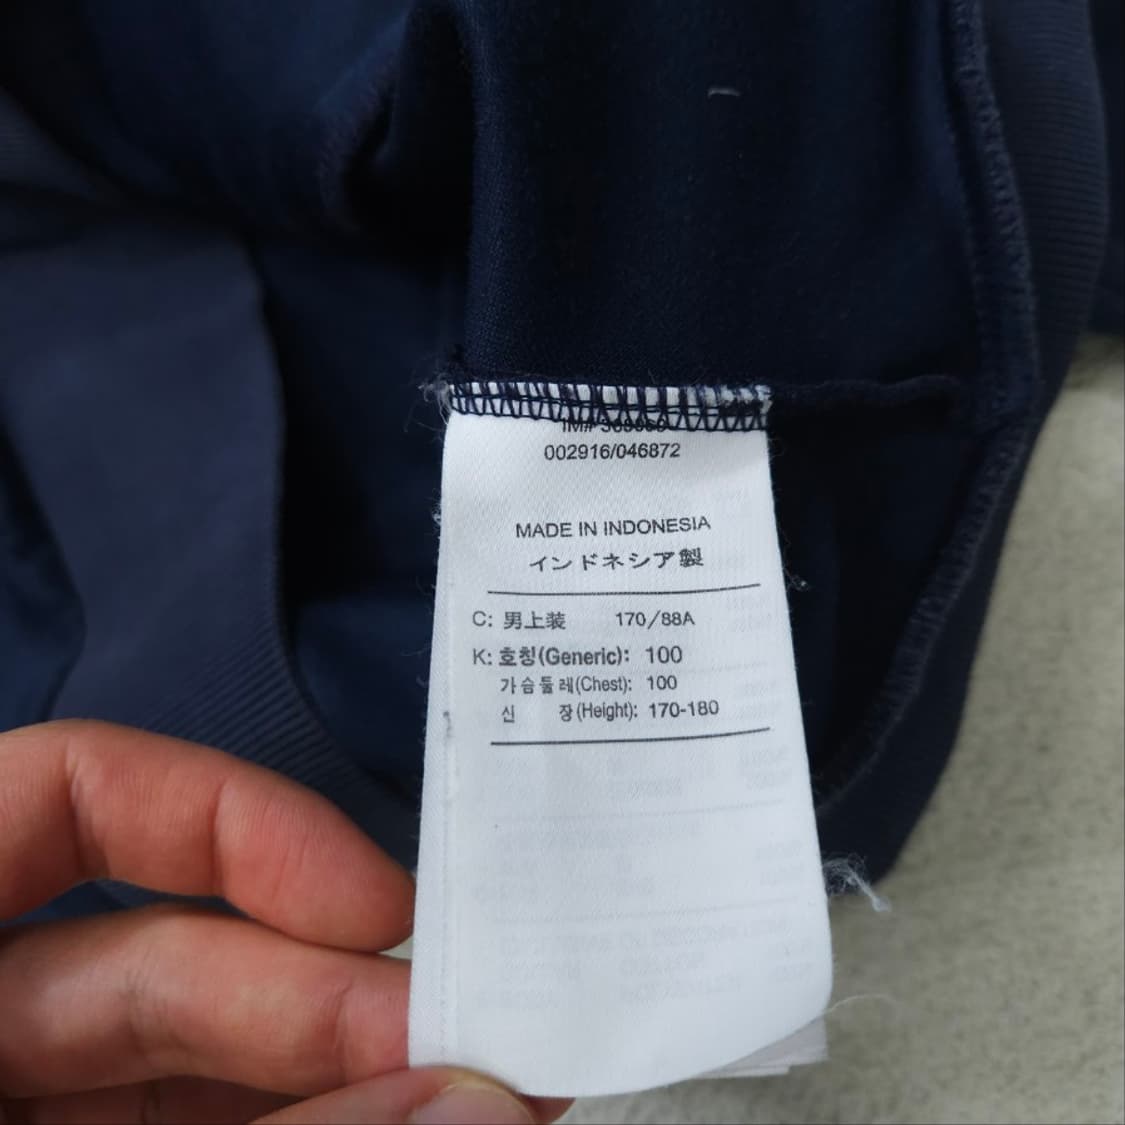 IM#
002916/046872
MADE IN INDONESIA
インドネシア製
C: 男上装 170/88A
K: 호칭(Generic): 100
가슴둘레(Chest): 100
신 장(Height): 170-180